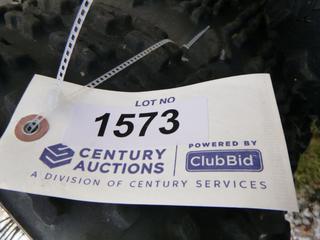 LOT NO
1573
CENTURY
AUCTIONS
POWERED BY
ClubBid
A DIVISION OF CENTURY SERVICES